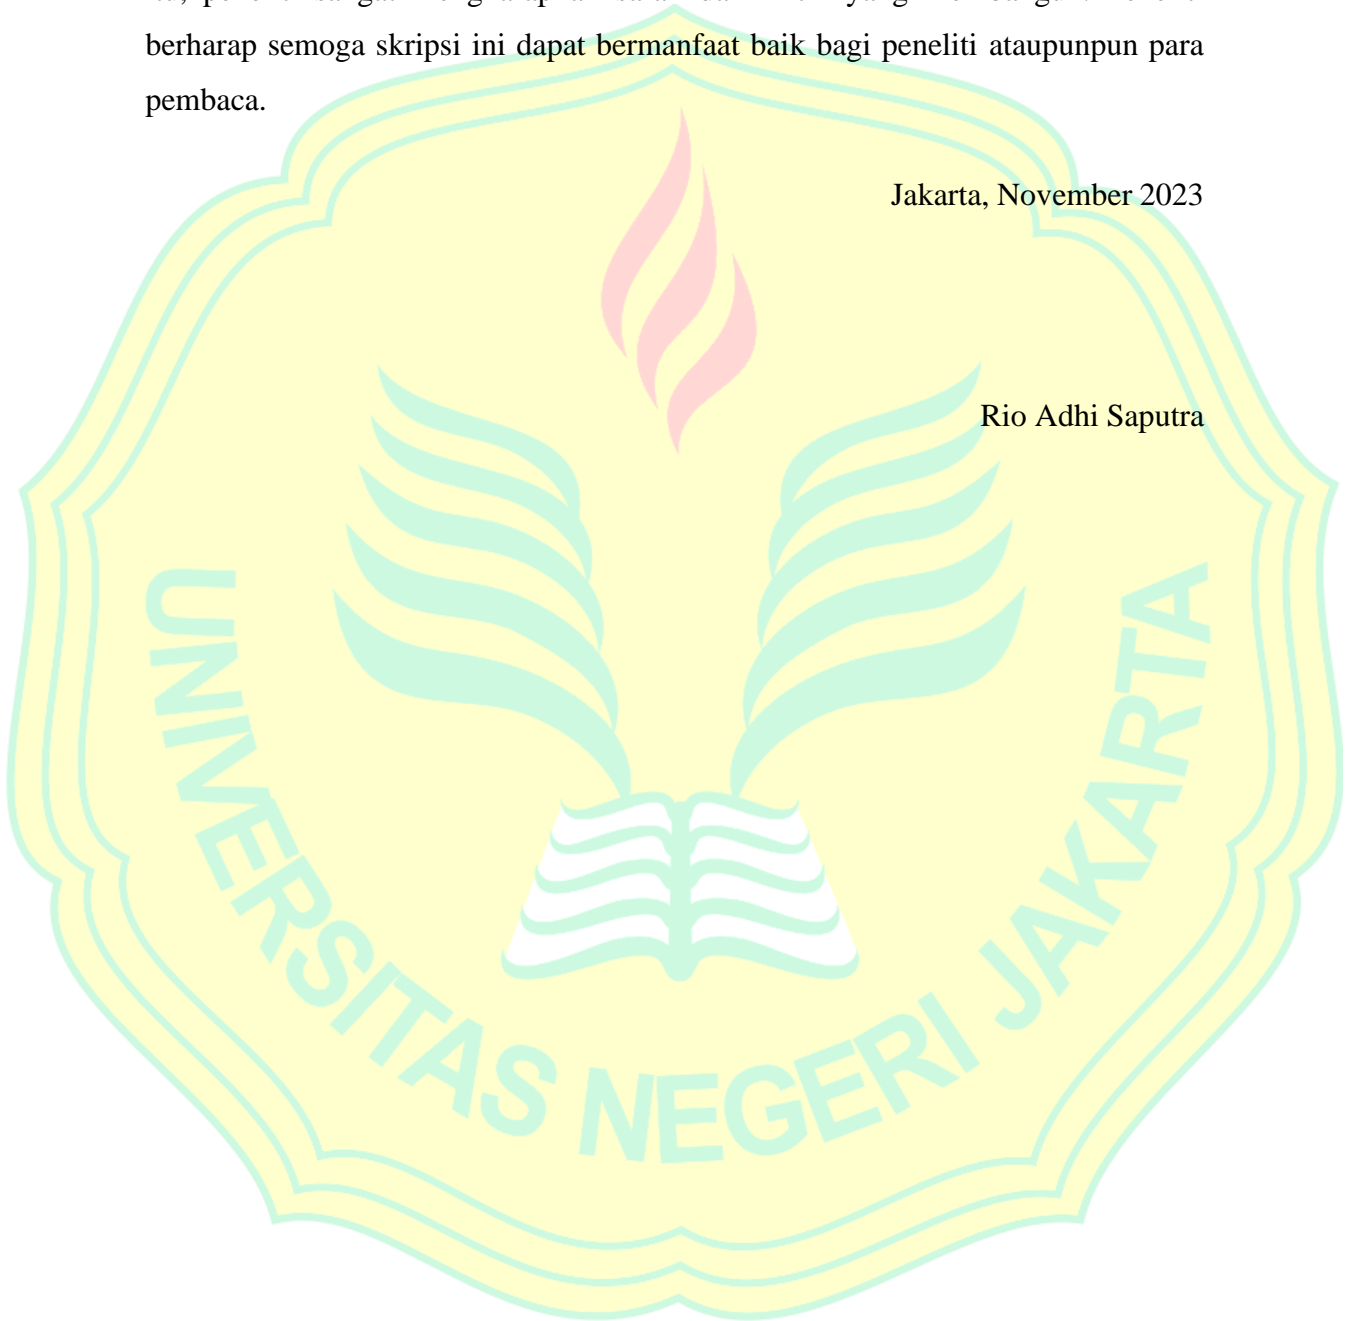 berharap semoga skripsi ini dapat bermanfaat baik bagi peneliti ataupunpun para
pembaca.
Jakarta, November 2023
Rio Adhi Saputra
UNIVERSITAS NEGERI JAKARTA